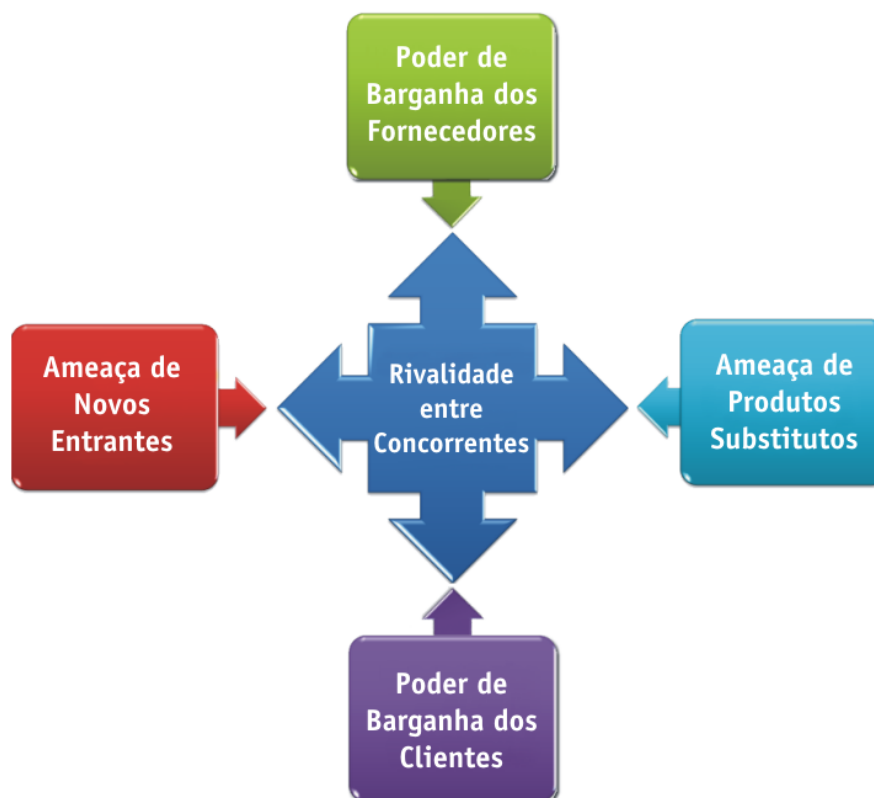 Poder de
Barganha dos
Fornecedores
Ameaça de
Novos
Entrantes
Rivalidade
entre
Concorrentes
Ameaça de
Produtos
Substitutos
Poder de
Barganha dos
Clientes